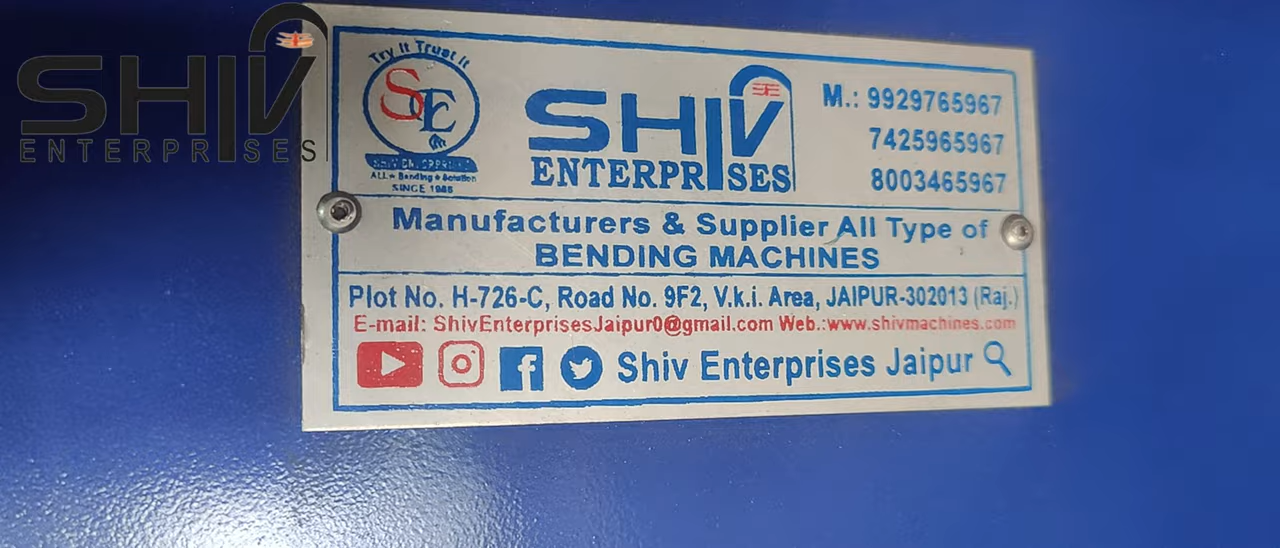 SHIV
ENTERPRISES
Try It Trust It
SE
ALL * Bending * Solution
SINCE 1985
SHIV
ENTERPRISES
M.: 9929765967
7425965967
8003465967
Manufacturers & Supplier All Type of
BENDING MACHINES
Plot No. H-726-C, Road No. 9F2, V.k.i. Area, JAIPUR-302013 (Raj.)
E-mail: ShivEnterprisesJaipur0@gmail.com Web.:www.shivmachines.com
Shiv Enterprises Jaipur